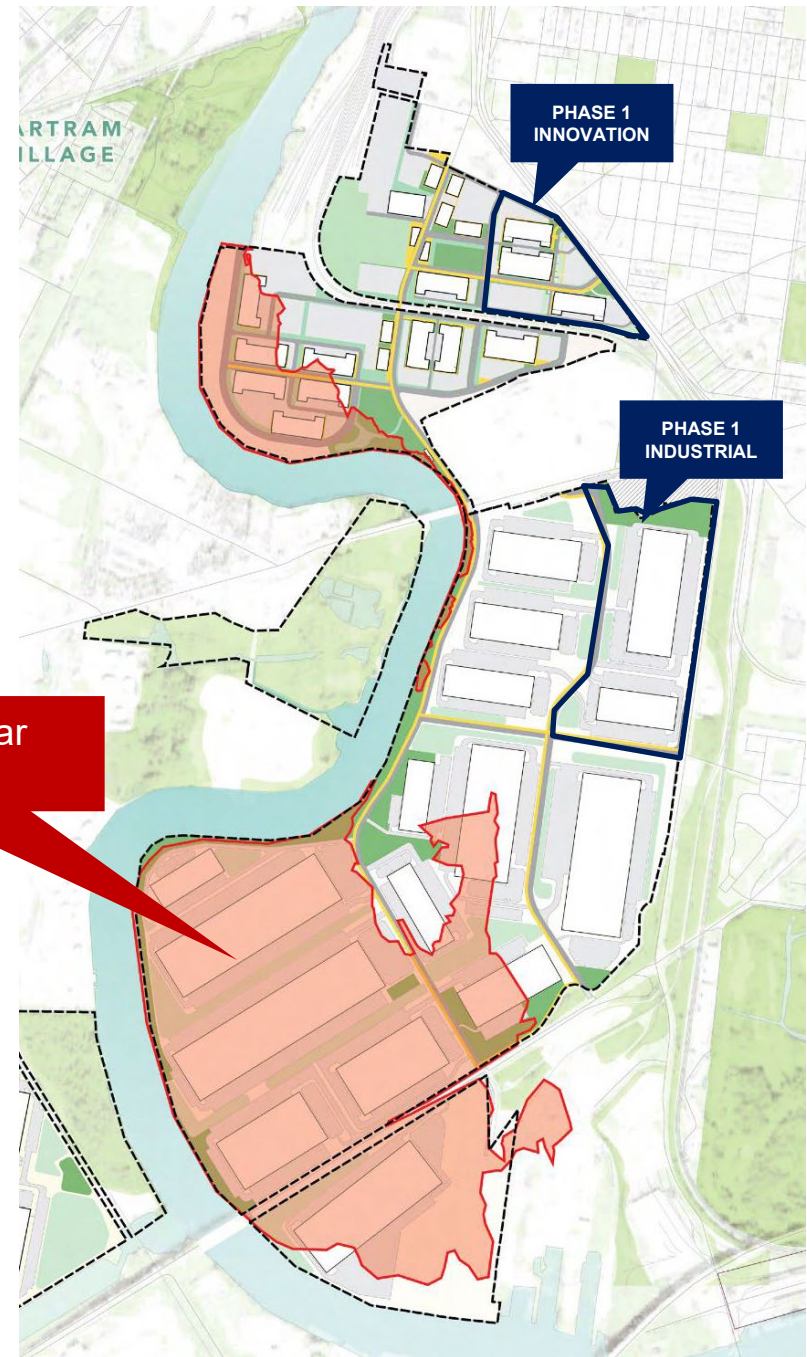 ARTRAM
ILLAGE
PHASE 1
INNOVATION
PHASE 1
INDUSTRIAL
ar